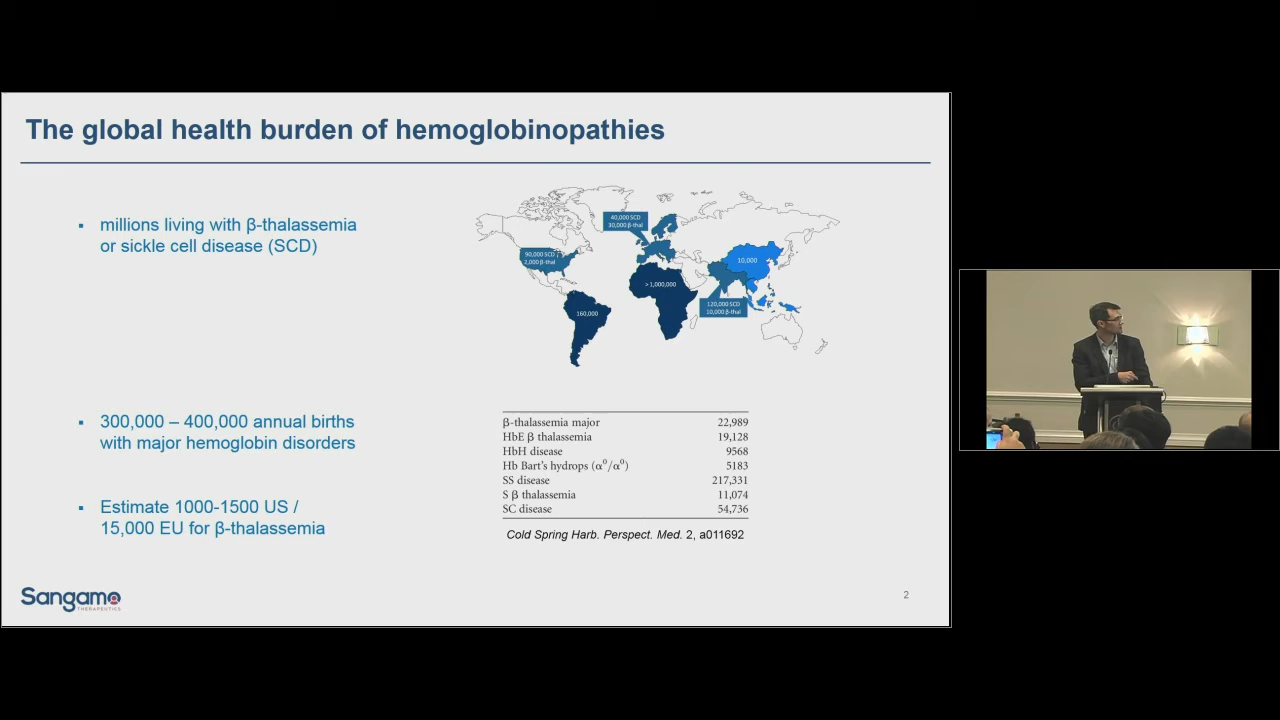 The global health burden of hemoglobinopathies
▪ millions living with β-thalassemia
or sickle cell disease (SCD)
40,000 SCD
30,000 β-thal
90,000 SCD
2,000 β-thal
10,000
> 1,000,000
160,000
120,000 SCD
10,000 β-thal
▪ 300,000 – 400,000 annual births
with major hemoglobin disorders
β-thalassemia major 22,989
HbE β thalassemia 19,128
HbH disease 9568
Hb Bart's hydrops (α⁰/α⁰) 5183
SS disease 217,331
S β thalassemia 11,074
SC disease 54,736
Cold Spring Harb. Perspect. Med. 2, a011692
▪ Estimate 1000-1500 US /
15,000 EU for β-thalassemia
Sangamo
THERAPEUTICS
2